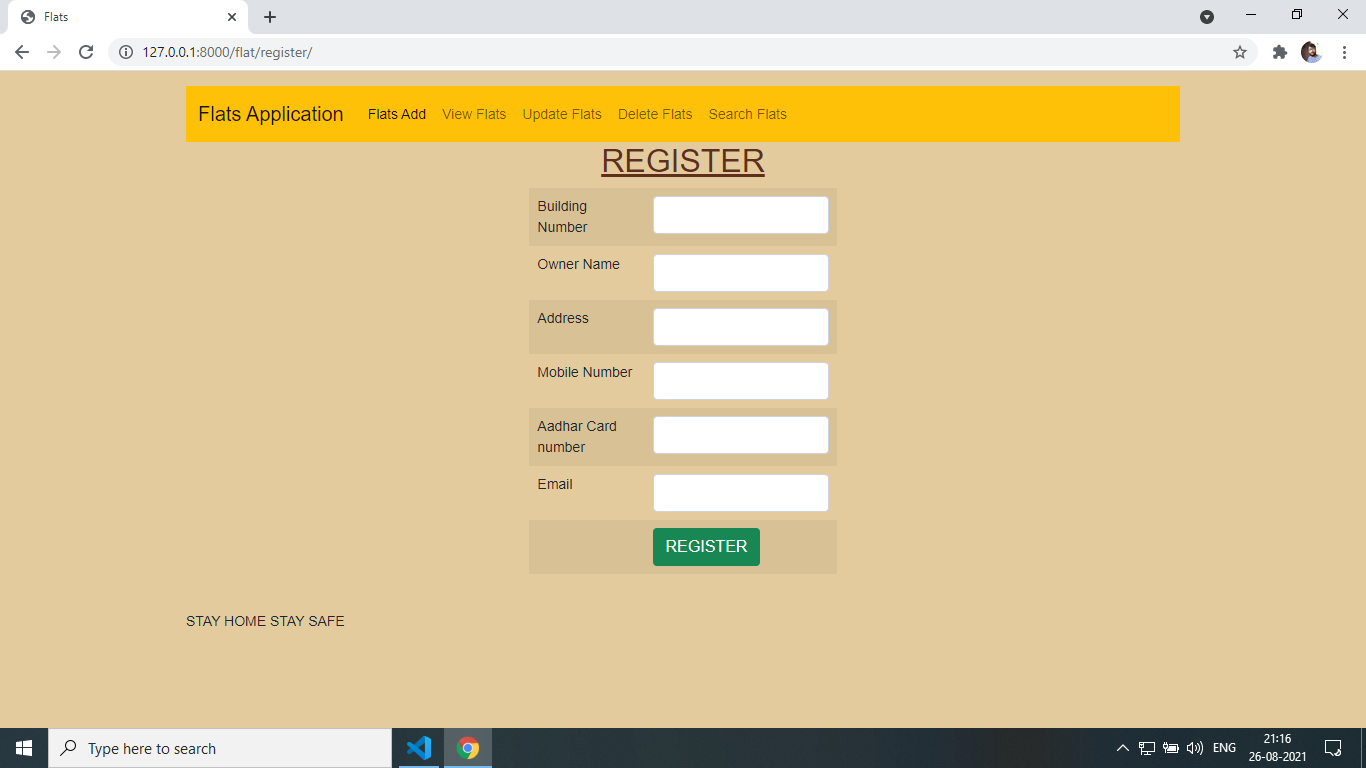 Flats
127.0.0.1:8000/flat/register/
Flats Application Flats Add View Flats Update Flats Delete Flats Search Flats
REGISTER
Building
Number
Owner Name
Address
Mobile Number
Aadhar Card
number
Email
REGISTER
STAY HOME STAY SAFE
Type here to search
ENG
21:16
26-08-2021